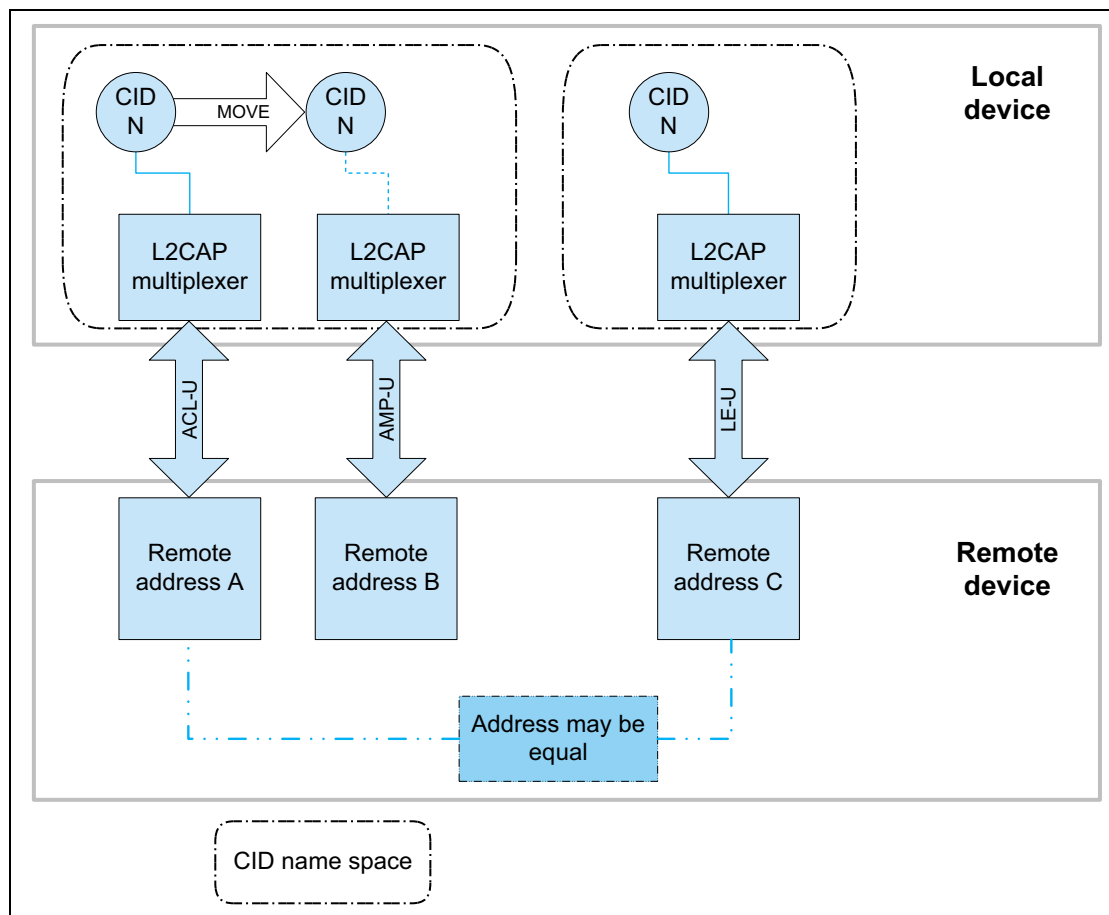 Local
device
CID
N
MOVE
CID
N
CID
N
L2CAP
multiplexer
L2CAP
multiplexer
L2CAP
multiplexer
ACL-U
AMP-U
LE-U
Remote
address A
Remote
address B
Remote
address C
Remote
device
Address may be
equal
CID name space